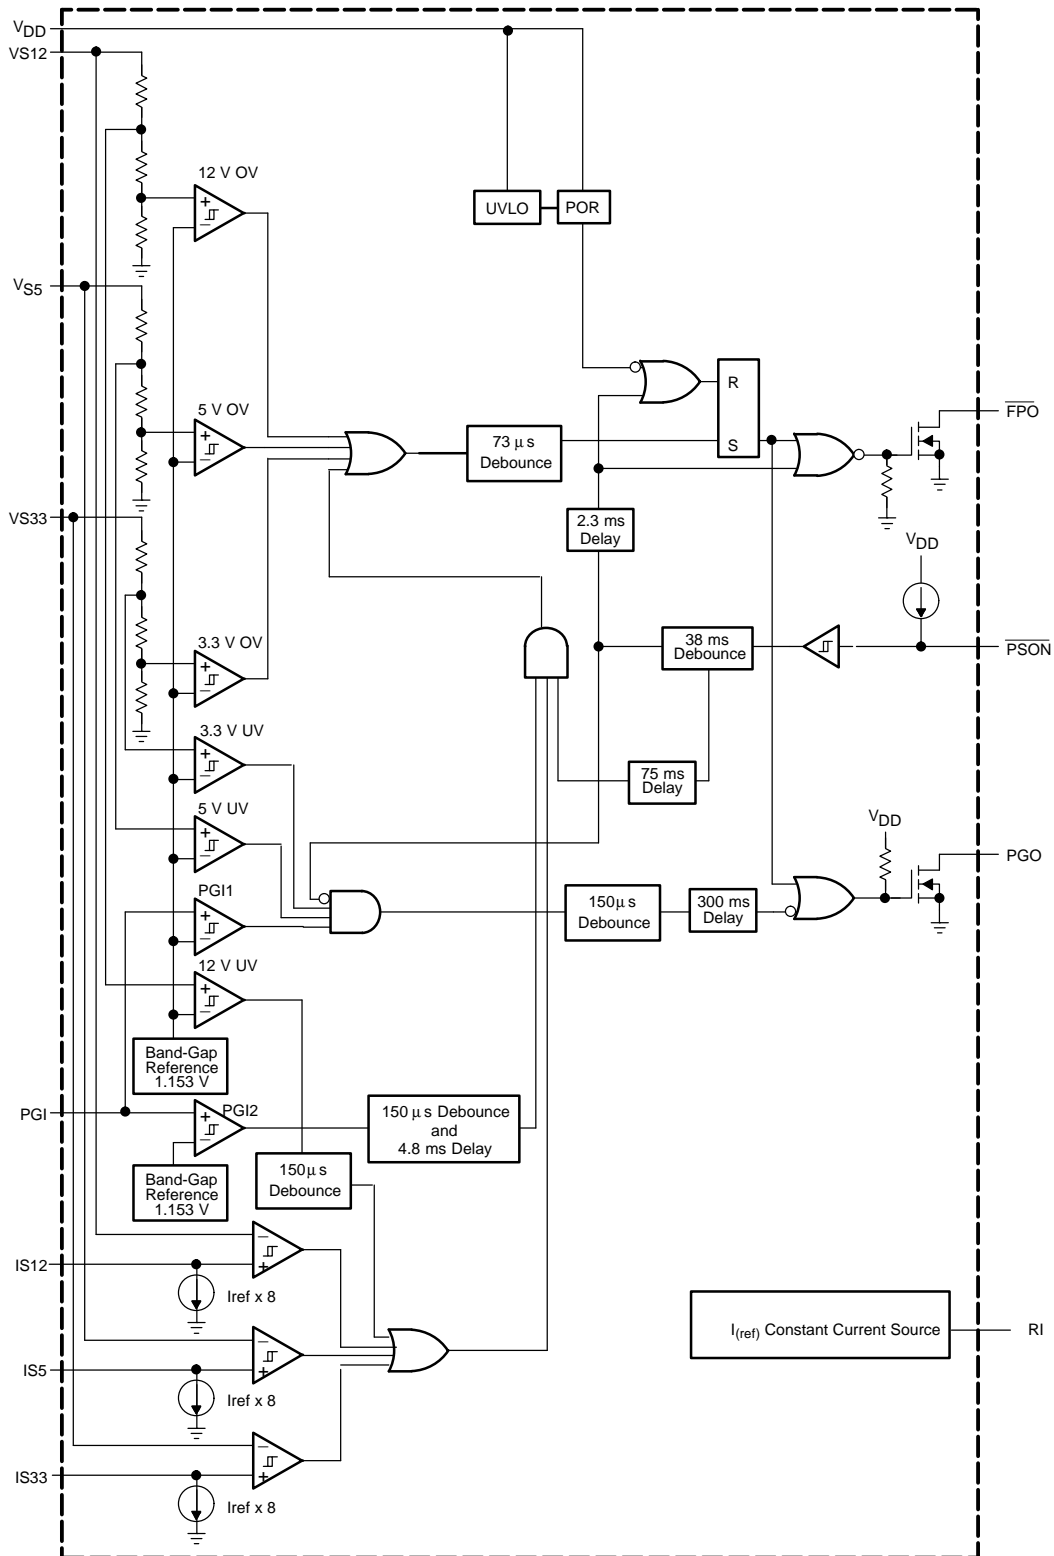 VDD
VS12
12 V OV
UVLO
POR
VS5
5 V OV
73 μs
Debounce
R
S
FPO
VS33
2.3 ms
Delay
VDD
3.3 V OV
38 ms
Debounce
PSON
3.3 V UV
75 ms
Delay
5 V UV
VDD
PGO
PGI1
150μs
Debounce
300 ms
Delay
12 V UV
Band-Gap
Reference
1.153 V
PGI
PGI2
150 μs Debounce
and
4.8 ms Delay
Band-Gap
Reference
1.153 V
150μs
Debounce
IS12
Iref x 8
I(ref) Constant Current Source
RI
IS5
Iref x 8
IS33
Iref x 8